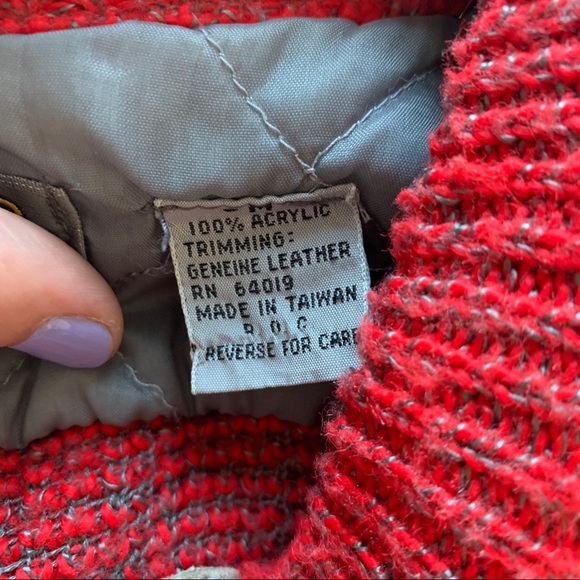 M
100% ACRYLIC
TRIMMING:
GENEINE LEATHER
RN 64019
MADE IN TAIWAN
R O C
REVERSE FOR CARE